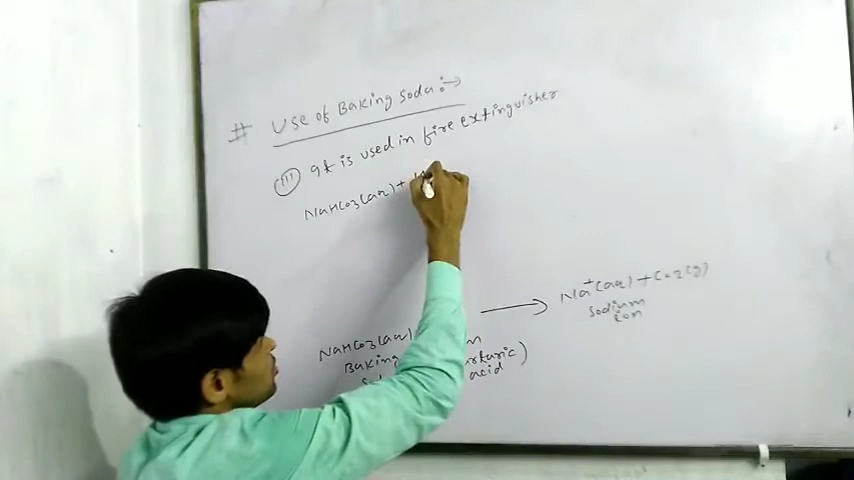 # Use of Baking Soda :→
(III) It is used in fire extinguisher
NaHCO3(aq) +
NaHCO3(aq)
Baking
acid
Na+(aq) + CO2(g)
Sodium
ion